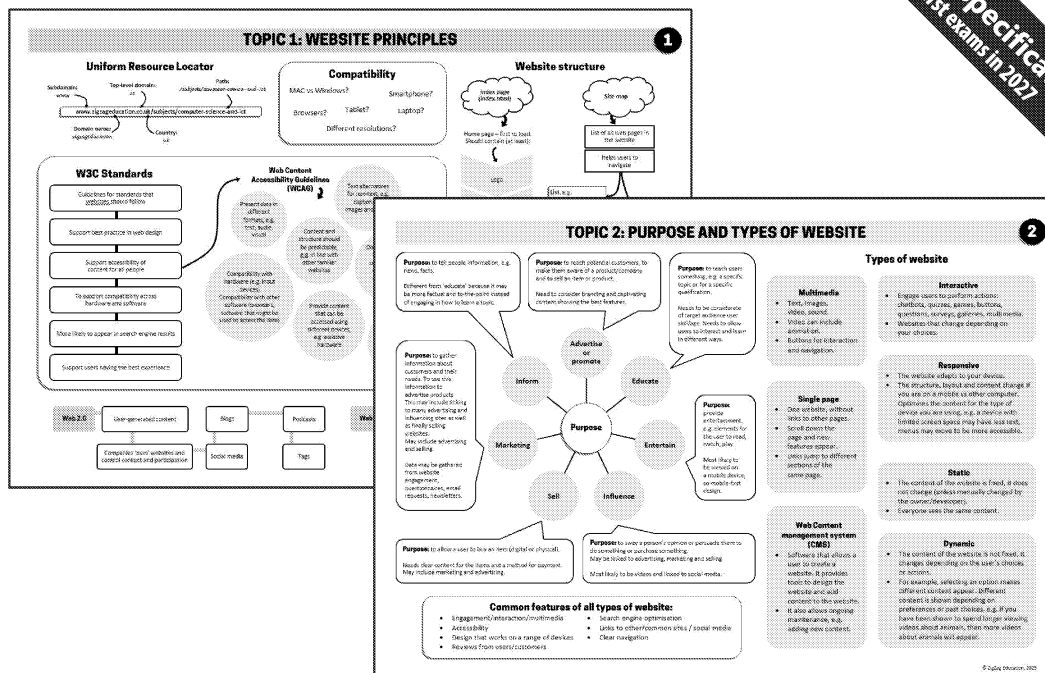 Specifica
rst exams in 2027
TOPIC 1: WEBSITE PRINCIPLES
1
Uniform Resource Locator
Subdomain:
www
Top-level domain:
Path:
/subjects/computer-science-and-ict
www.zigzageducation.co.uk/subjects/computer-science-and-ict
Domain name:
zigzageducation
Country:
uk
Compatibility
MAC vs Windows?
Smartphone?
Browsers?
Tablet?
Laptop?
Different resolutions?
Website structure
Index page
(index.html)
Site map
Home page – first to load
Should contain (at least):
Logo
List of all web pages in
the website
Helps users to
navigate
List, e.g.
W3C Standards
Guidelines for standards that
websites should follow
Support best practice in web design
Support accessibility of
content for all people
To support compatibility across
hardware and software
More likely to appear in search engine results
Support users having the best experience
Web Content
Accessibility Guidelines
(WCAG)
Present data in
different
formats, e.g.
text, audio,
visual
Text alternatives
for content, e.g.
Content and
structure should
be predictable,
e.g. in line with
other familiar
websites
Compatibility with
hardware (e.g. input
devices)
Compatibility with other
software (browsers,
software that might be
used to access the item)
Provide content
that can be
accessed using
different devices,
e.g. assistive
hardware
Web 2.0
User-generated content
Blogs
Podcasts
Companies 'own' websites and
control content and participation
Social media
Tags
TOPIC 2: PURPOSE AND TYPES OF WEBSITE
2
Purpose: to tell people information, e.g.
news, facts.
Different from 'educate' because it may
be more factual and to-the-point instead
of engaging in how to learn a topic.
Purpose: to reach potential customers, to
make them aware of a product/company
and to sell an item or product.
Need to consider branding and captivating
content showing the best features.
Purpose: to teach users
something, e.g. a specific
topic or for a specific
qualification.
Needs to be considerate
of target audience user
skill/age. Needs to allow
users to interact and learn
in different ways.
Purpose: to gather
information about
customers and their
needs. To use this
information to
advertise products
This may include linking
to many advertising and
influencing sites as well
as finally selling
websites.
May include advertising
and selling.
Data may be gathered
from website
engagement,
questionnaires, email
requests, newsletters.
Advertise
or
promote
Inform
Educate
Purpose
Marketing
Entertain
Sell
Influence
Purpose:
provide
entertainment,
e.g. elements for
the user to read,
watch, play.
Most likely to
be viewed on
a mobile device,
so mobile-first
design.
Purpose: to allow a user to buy an item (digital or physical).
Needs clear content for the items and a method for payment.
May include marketing and advertising.
Purpose: to sway a person's opinion or persuade them to
do something or purchase something.
May be linked to advertising, marketing and selling.
Most likely to be videos and linked to social media.
Common features of all types of website:
• Engagement/interaction/multimedia
• Accessibility
• Design that works on a range of devices
• Reviews from users/customers
• Search engine optimisation
• Links to other/common sites / social media
• Clear navigation
Types of website
Multimedia
• Text, images,
video, sound.
• Video can include
animation.
• Buttons for interaction
and navigation.
Interactive
• Engage users to perform actions:
chatbots, quizzes, games, buttons,
questions, surveys, galleries, multimedia.
• Websites that change depending on
your choices.
Single page
• One website, without
links to other pages.
• Scroll down the
page and new
features appear.
• Links jump to different
sections of the
same page.
Responsive
• The website adapts to your device.
• The structure, layout and content change if
you are on a mobile vs other computer.
Optimises the content for the type of
device you are using, e.g. a device with
limited screen space may have less text,
menus may move to be more accessible.
Static
• The content of the website is fixed, it does
not change (unless manually changed by
the owner/developer).
• Everyone sees the same content.
Web Content
management system
(CMS)
• Software that allows a
user to create a
website. It provides
tools to design the
website and add
content to the website.
• It also allows ongoing
maintenance, e.g.
adding new content.
Dynamic
• The content of the website is not fixed, it
changes depending on the user's choices
or actions.
• For example, selecting an option makes
different content appear. Different
content is shown depending on
preferences or past choices, e.g. if you
have been shown to spend longer viewing
videos about animals, then more videos
about animals will appear.
© ZigZag Education, 2025